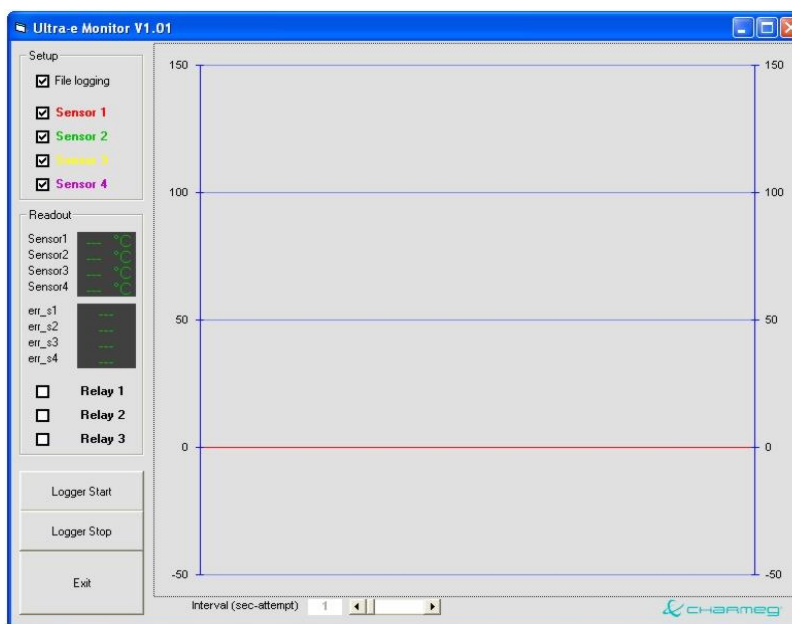 Ultra-e Monitor V1.01
Setup
File logging
Sensor 1
Sensor 2
Sensor 3
Sensor 4
Readout
Sensor1 --- °C
Sensor2 --- °C
Sensor3 --- °C
Sensor4 --- °C
err_s1 ---
err_s2 ---
err_s3 ---
err_s4 ---
Relay 1
Relay 2
Relay 3
Logger Start
Logger Stop
Exit
150 150
100 100
50 50
0 0
-50 -50
Interval (sec-attempt) 1
CHARMEG